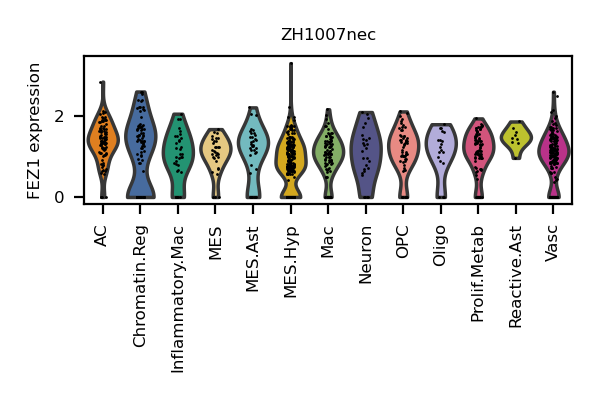 ZH1007nec
FEZ1 expression
2
0
AC
Chromatin.Reg
Inflammatory.Mac
MES
MES.Ast
MES.Hyp
Mac
Neuron
OPC
Oligo
Prolif.Metab
Reactive.Ast
Vasc